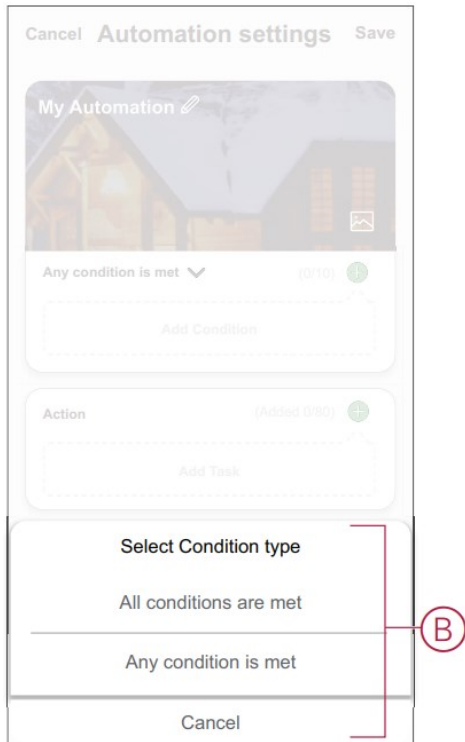 Cancel Automation settings Save
My Automation
Any condition is met (0/10)
Add Condition
Action (Added 0/80)
Add Task
Select Condition type
All conditions are met
Any condition is met
Cancel
B